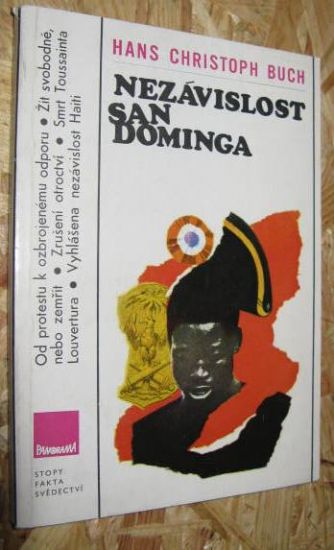 HANS CHRISTOPH BUCH
NEZÁVISLOST
SAN
DOMINGA
Od protestu k ozbrojenému odporu • Žít svobodně,
nebo zemřít • Zrušení otroctví • Smrt Toussainta
Louvertura • Vyhlášena nezávislost Haiti
PANORAMA
STOPY
FAKTA
SVĚDECTVÍ